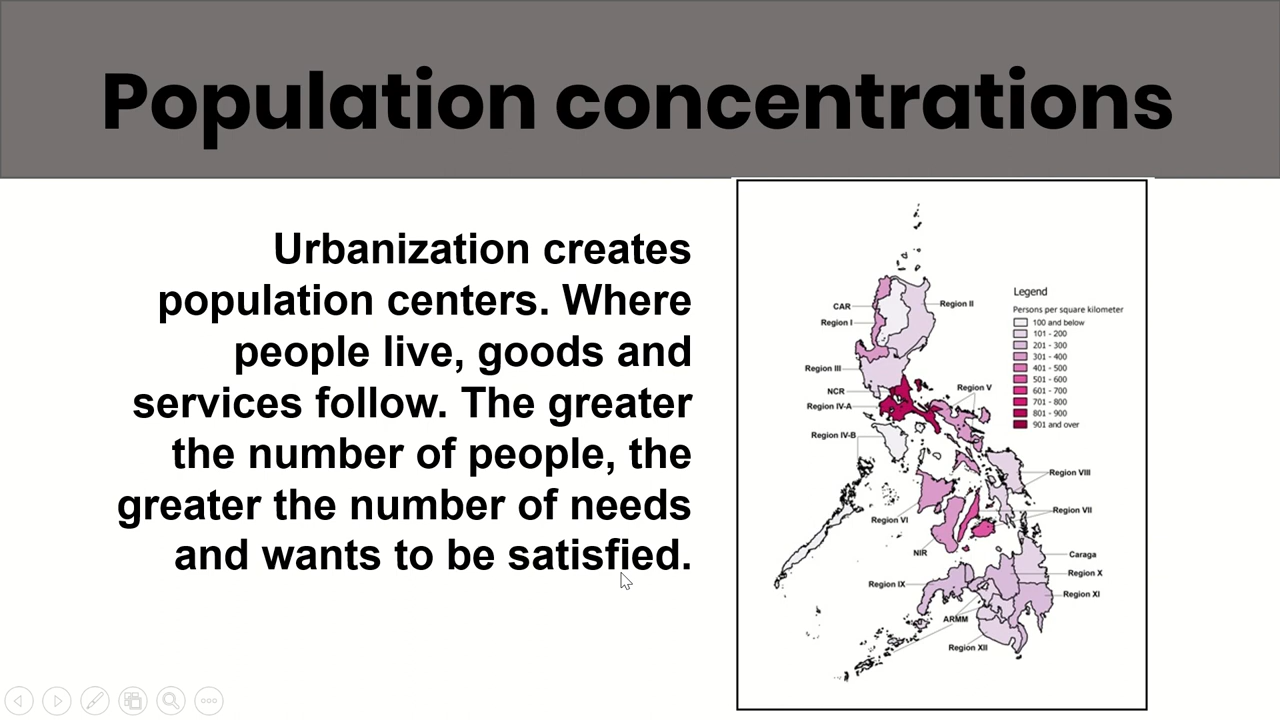 Population concentrations
Urbanization creates
population centers. Where
people live, goods and
services follow. The greater
the number of people, the
greater the number of needs
and wants to be satisfied.
Legend
Persons per square kilometer
100 and below
101 - 200
201 - 300
301 - 400
401 - 500
501 - 600
601 - 700
701 - 800
801 - 900
901 and over
CAR
Region II
Region I
Region III
NCR
Region V
Region IV-A
Region IV-B
Region VIII
Region VII
Region VI
NIR
Caraga
Region X
Region IX
Region XI
ARMM
Region XII